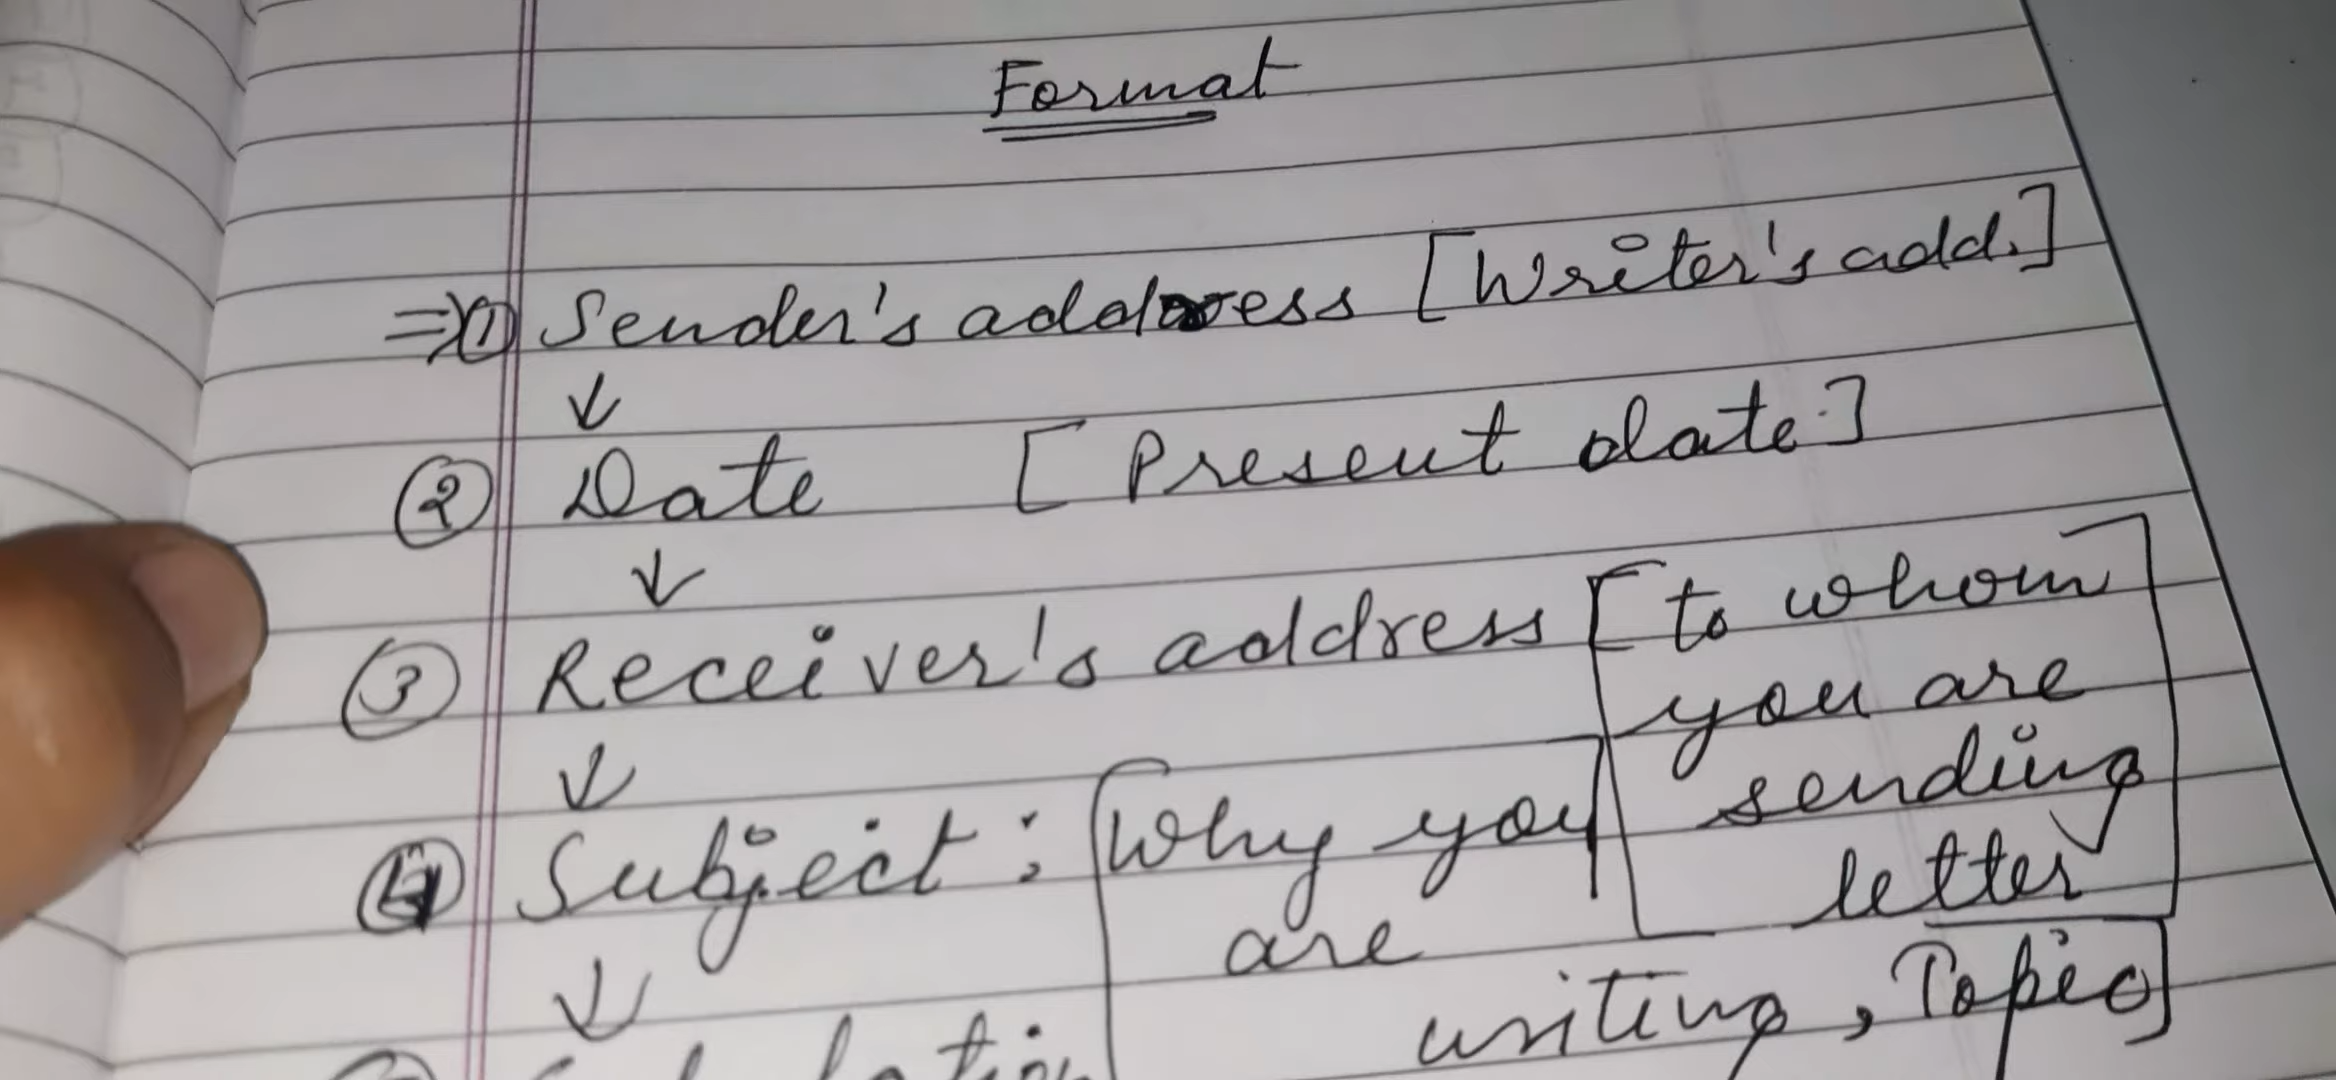 Format
⇒① Sender's address [Writer's add.]
↓
② Date [Present date.]
↓
③ Receiver's address [to whom
you are
sending
letter]
↓
④ Subject : [Why you
are
writing, Topic]
↓